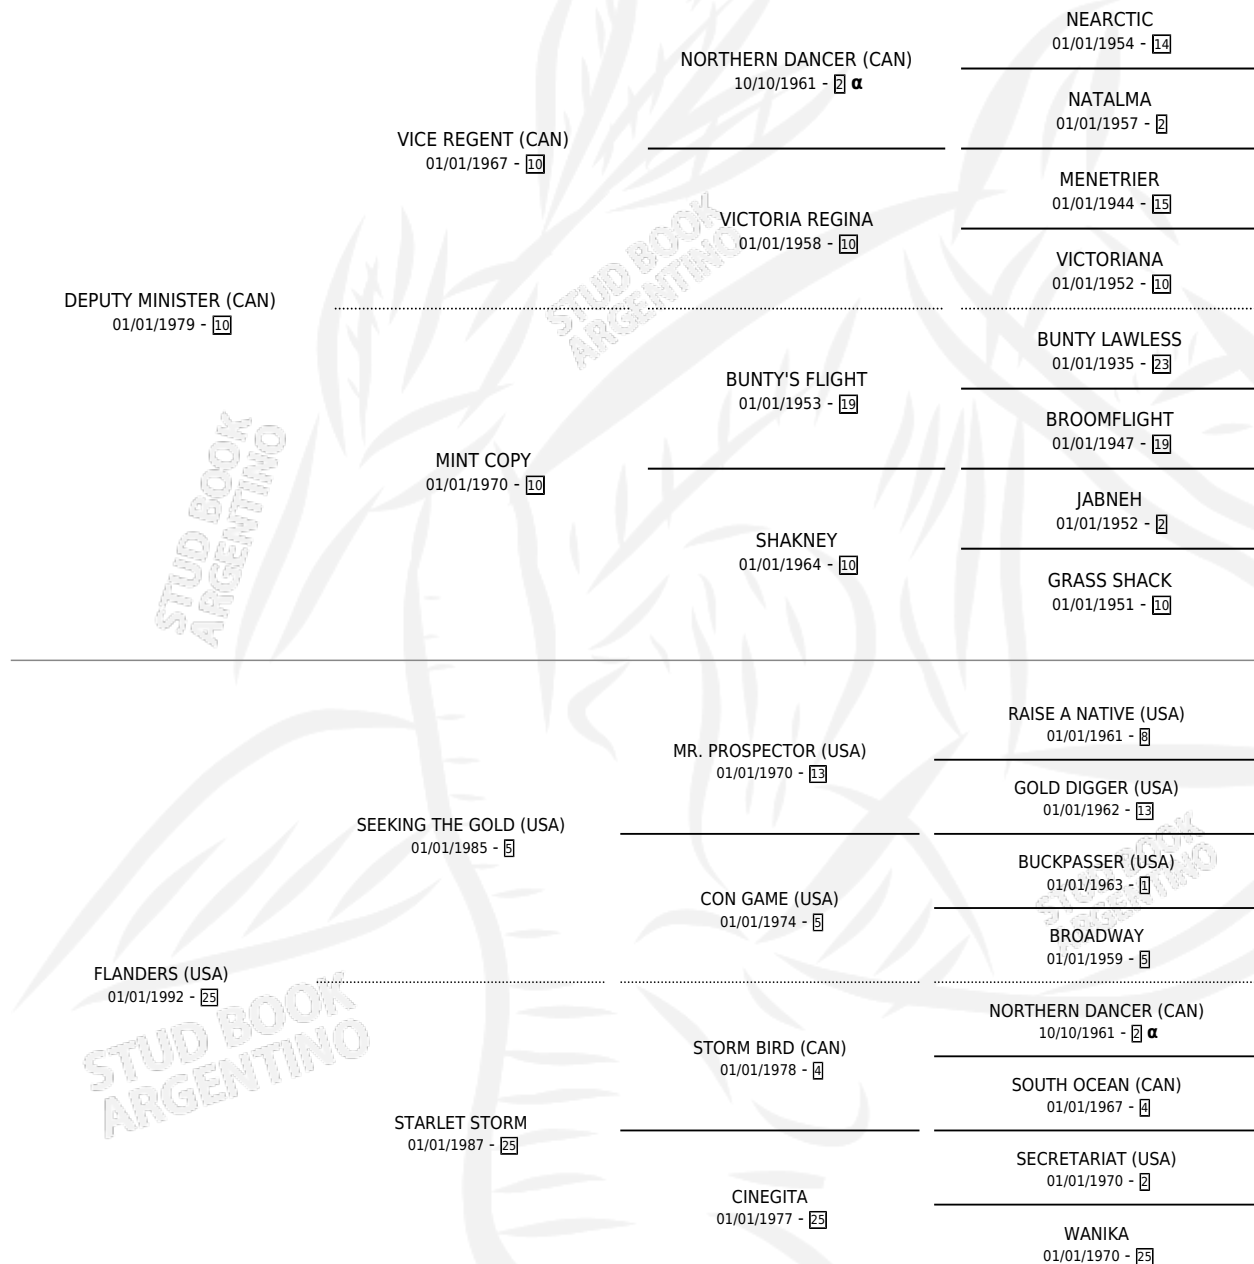 NEARCTIC
01/01/1954 - 14
NORTHERN DANCER (CAN)
10/10/1961 - 2 α
NATALMA
01/01/1957 - 2
VICE REGENT (CAN)
01/01/1967 - 10
MENETRIER
01/01/1944 - 15
VICTORIA REGINA
01/01/1958 - 10
VICTORIANA
01/01/1952 - 10
DEPUTY MINISTER (CAN)
01/01/1979 - 10
BUNTY LAWLESS
01/01/1935 - 23
BUNTY'S FLIGHT
01/01/1953 - 19
BROOMFLIGHT
01/01/1947 - 19
MINT COPY
01/01/1970 - 10
JABNEH
01/01/1952 - 2
SHAKNEY
01/01/1964 - 10
GRASS SHACK
01/01/1951 - 10
RAISE A NATIVE (USA)
01/01/1961 - 8
MR. PROSPECTOR (USA)
01/01/1970 - 13
GOLD DIGGER (USA)
01/01/1962 - 13
SEEKING THE GOLD (USA)
01/01/1985 - 5
BUCKPASSER (USA)
01/01/1963 - 1
CON GAME (USA)
01/01/1974 - 5
BROADWAY
01/01/1959 - 5
FLANDERS (USA)
01/01/1992 - 25
NORTHERN DANCER (CAN)
10/10/1961 - 2 α
STORM BIRD (CAN)
01/01/1978 - 4
SOUTH OCEAN (CAN)
01/01/1967 - 4
STARLET STORM
01/01/1987 - 25
SECRETARIAT (USA)
01/01/1970 - 2
CINEGITA
01/01/1977 - 25
WANIKA
01/01/1970 - 25
STUD BOOK
ARGENTINO
STUD BOOK
ARGENTINO
STUD BOOK
ARGENTINO
STUD BOOK
ARGENTINO